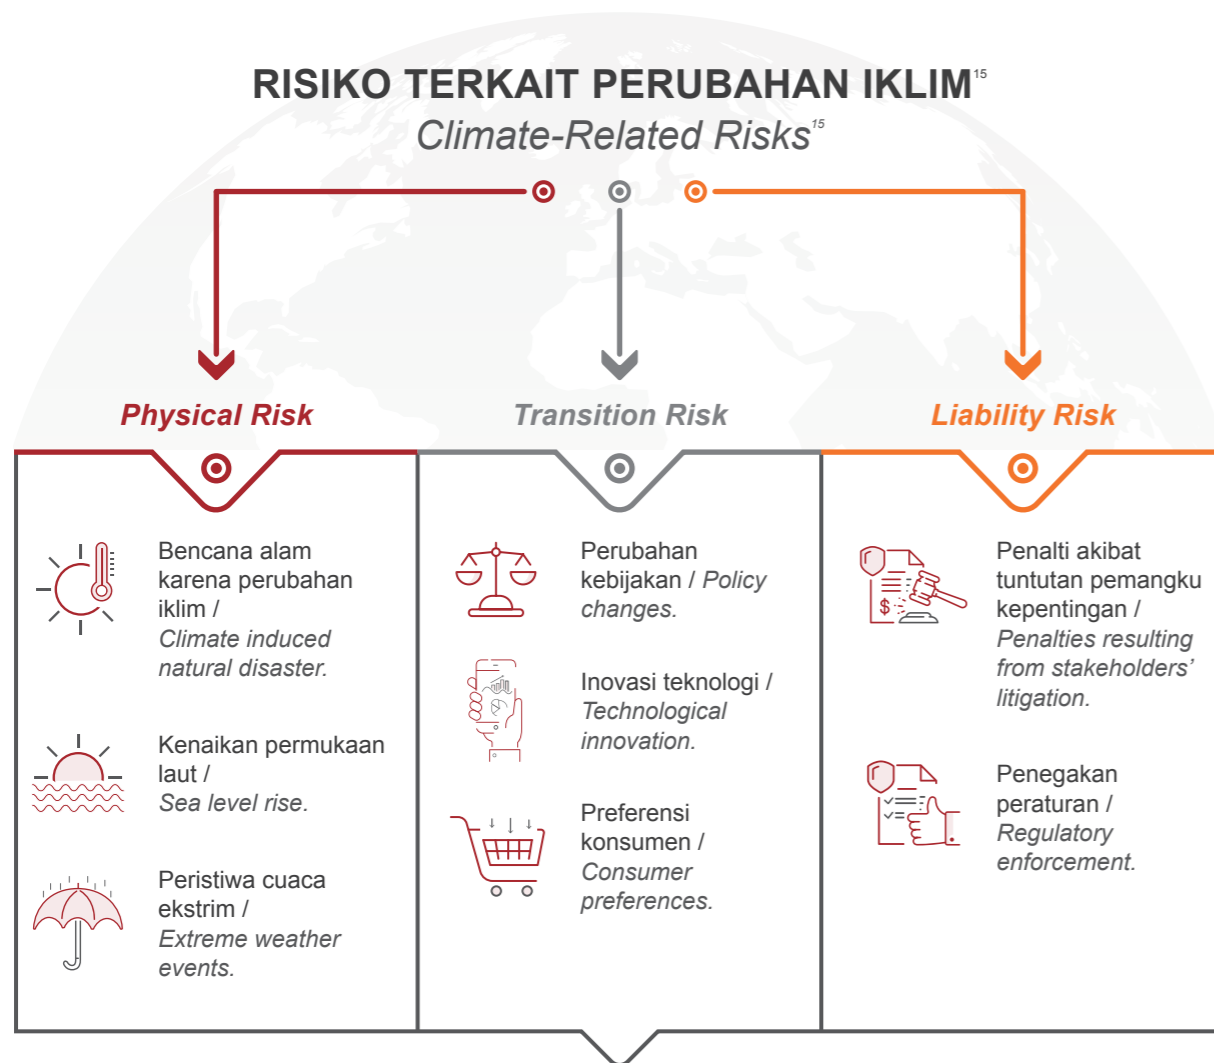 RISIKO TERKAIT PERUBAHAN IKLIM¹⁵
Climate-Related Risks¹⁵
Physical Risk
Bencana alam
karena perubahan
iklim /
Climate induced
natural disaster.
Kenaikan permukaan
laut /
Sea level rise.
Peristiwa cuaca
ekstrim /
Extreme weather
events.
Transition Risk
Perubahan
kebijakan / Policy
changes.
Inovasi teknologi /
Technological
innovation.
Preferensi
konsumen /
Consumer
preferences.
Liability Risk
Penalti akibat
tuntutan pemangku
kepentingan /
Penalties resulting
from stakeholders’
litigation.
$
Penegakan
peraturan /
Regulatory
enforcement.